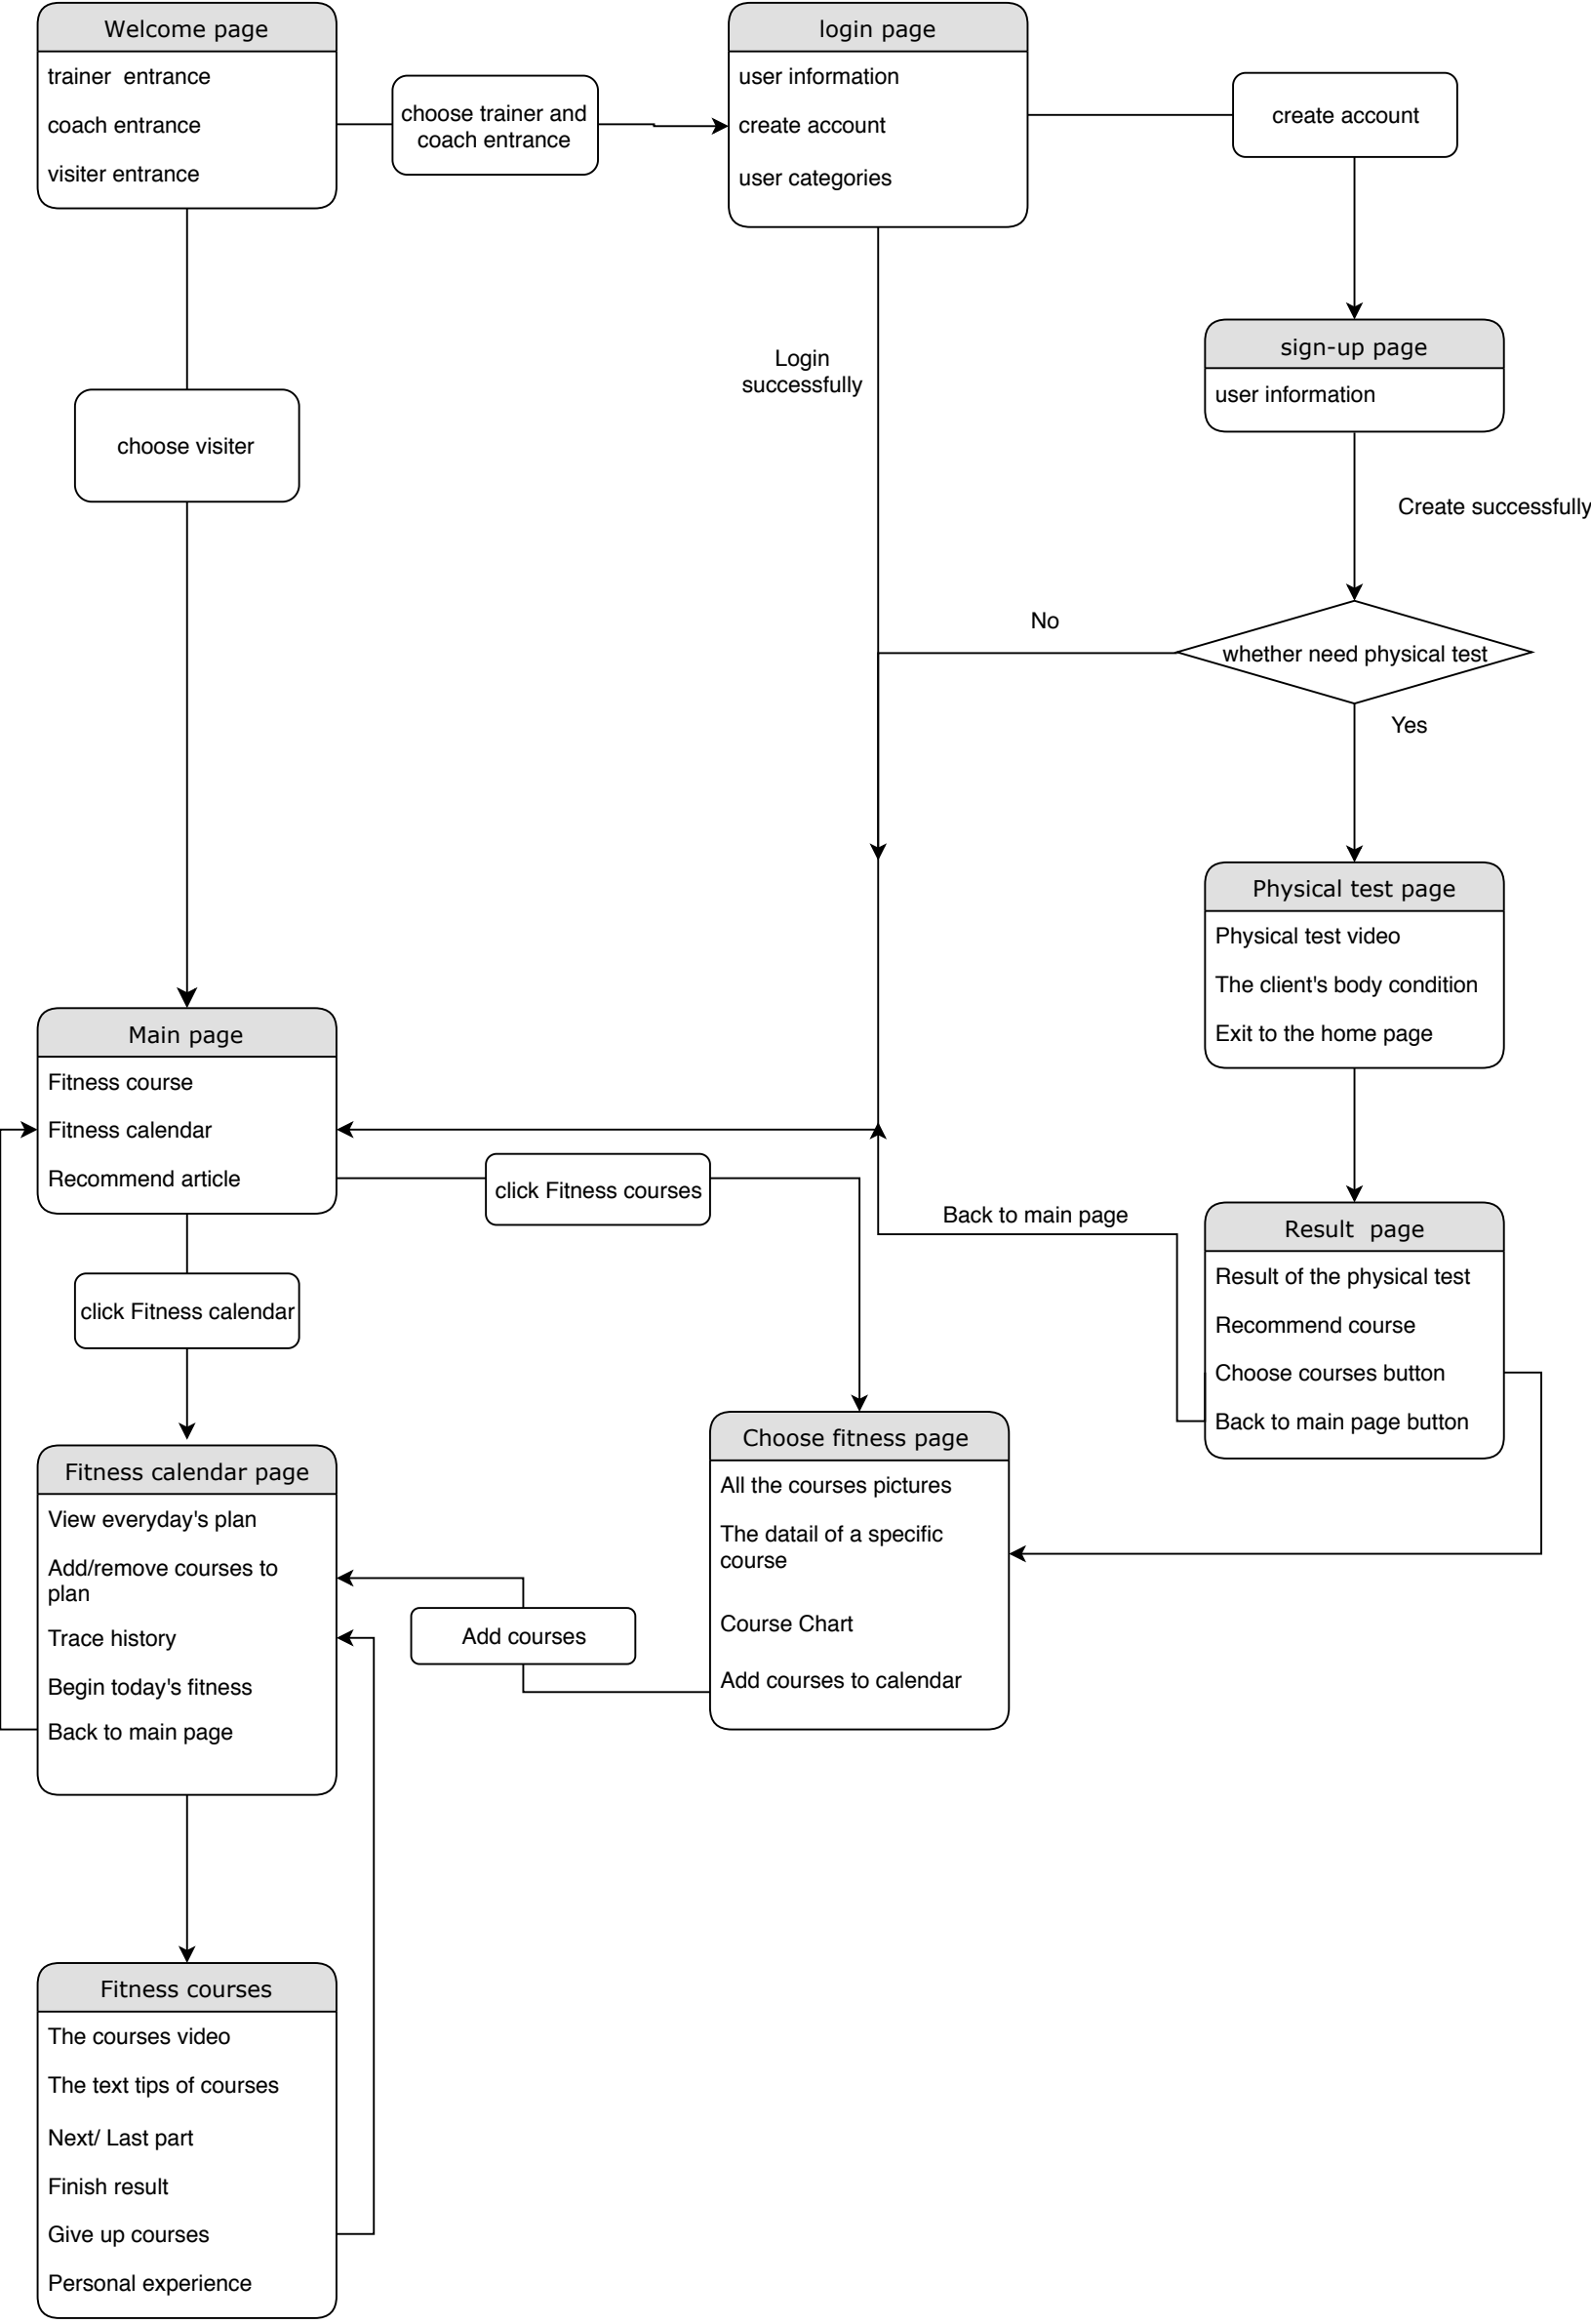 Welcome page
trainer  entrance
coach entrance
visiter entrance
choose trainer and
coach entrance
login page
user information
create account
user categories
create account
sign-up page
user information
Login
successfully
choose visiter
Create successfully
No
whether need physical test
Yes
Physical test page
Physical test video
The client's body condition
Exit to the home page
Main page
Fitness course
Fitness calendar
Recommend article
click Fitness courses
Back to main page
Result  page
Result of the physical test
Recommend course
Choose courses button
Back to main page button
click Fitness calendar
Choose fitness page
All the courses pictures
The datail of a specific
course
Course Chart
Add courses to calendar
Fitness calendar page
View everyday's plan
Add/remove courses to
plan
Trace history
Begin today's fitness
Back to main page
Add courses
Fitness courses
The courses video
The text tips of courses
Next/ Last part
Finish result
Give up courses
Personal experience